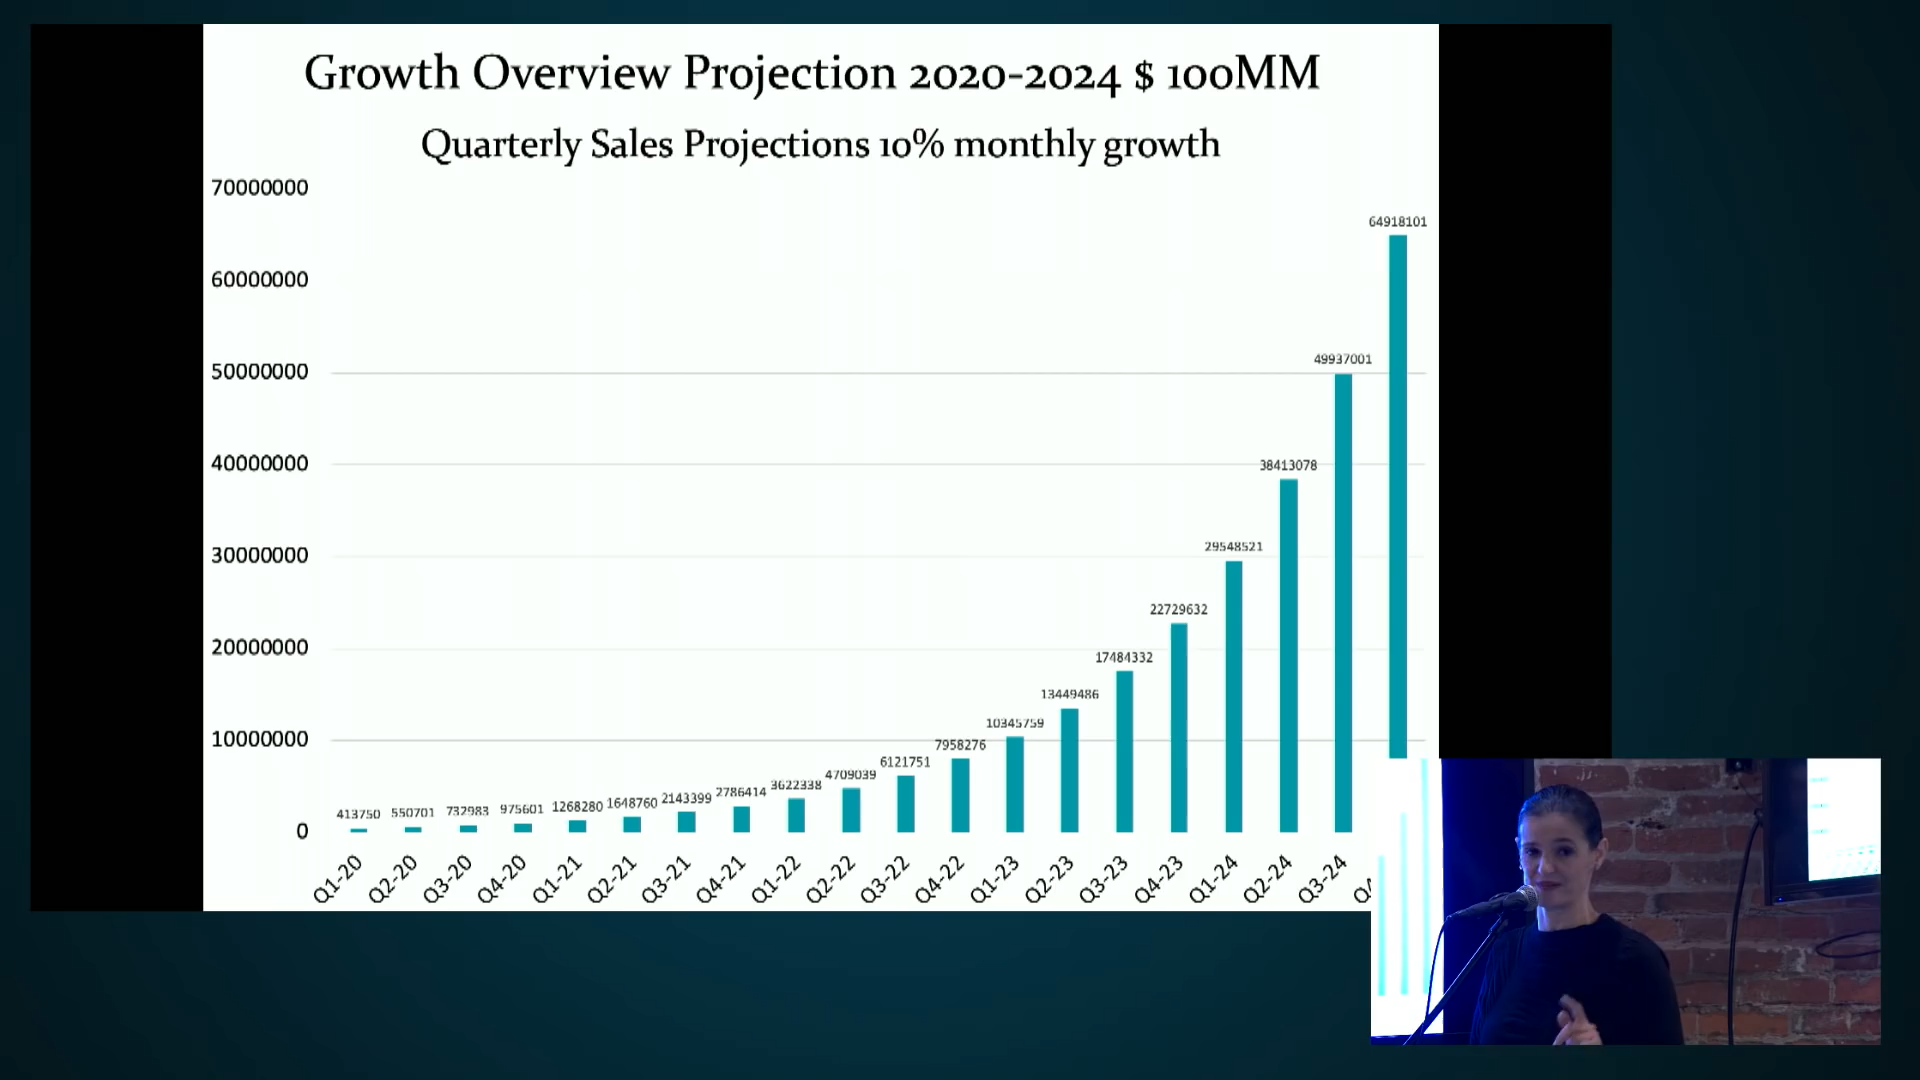 Growth Overview Projection 2020-2024 $ 100MM
Quarterly Sales Projections 10% monthly growth
70000000
60000000
50000000
40000000
30000000
20000000
10000000
0
413750
550701
732983
975601
1268280
1648760
2143399
2786414
3622338
4709039
6121751
7958276
10345759
13449486
17484332
22729632
29548521
38413078
49937001
64918101
Q1-20
Q2-20
Q3-20
Q4-20
Q1-21
Q2-21
Q3-21
Q4-21
Q1-22
Q2-22
Q3-22
Q4-22
Q1-23
Q2-23
Q3-23
Q4-23
Q1-24
Q2-24
Q3-24